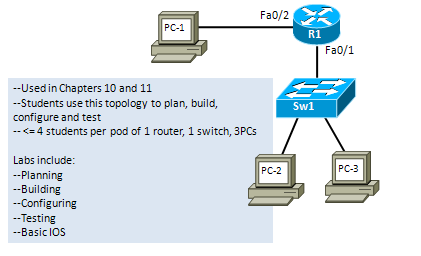 Fa0/2
PC-1
R1
Fa0/1
--Used in Chapters 10 and 11
--Students use this topology to plan, build,
configure and test
-- <= 4 students per pod of 1 router, 1 switch, 3PCs
Sw1
Labs include:
--Planning
--Building
--Configuring
--Testing
--Basic IOS
PC-2
PC-3